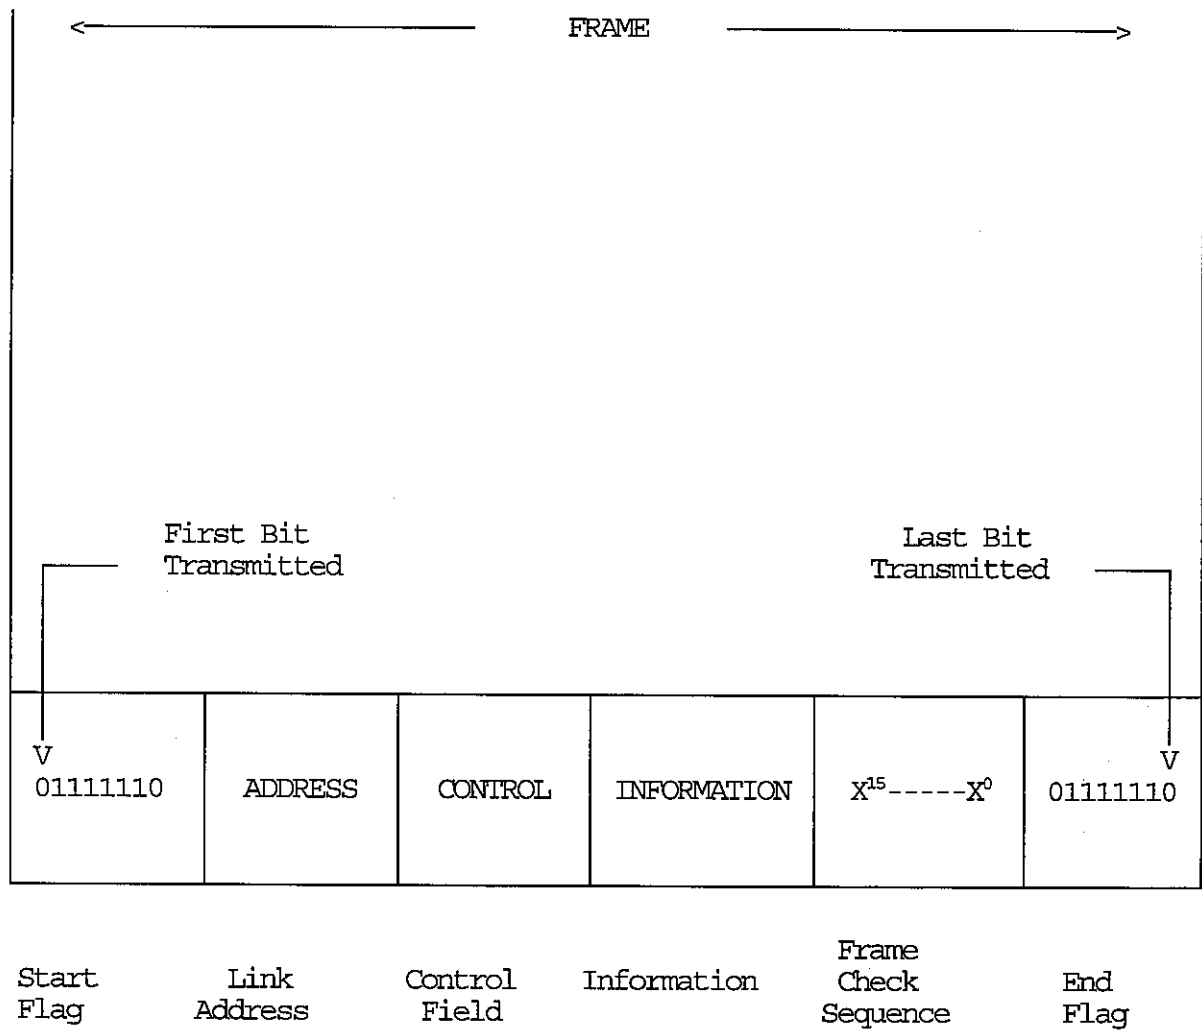 <——— FRAME ———>
First Bit
Transmitted
Last Bit
Transmitted
V
V
01111110 ADDRESS CONTROL INFORMATION X¹⁵-----X⁰ 01111110
Start
Flag
Link
Address
Control
Field
Information
Frame
Check
Sequence
End
Flag